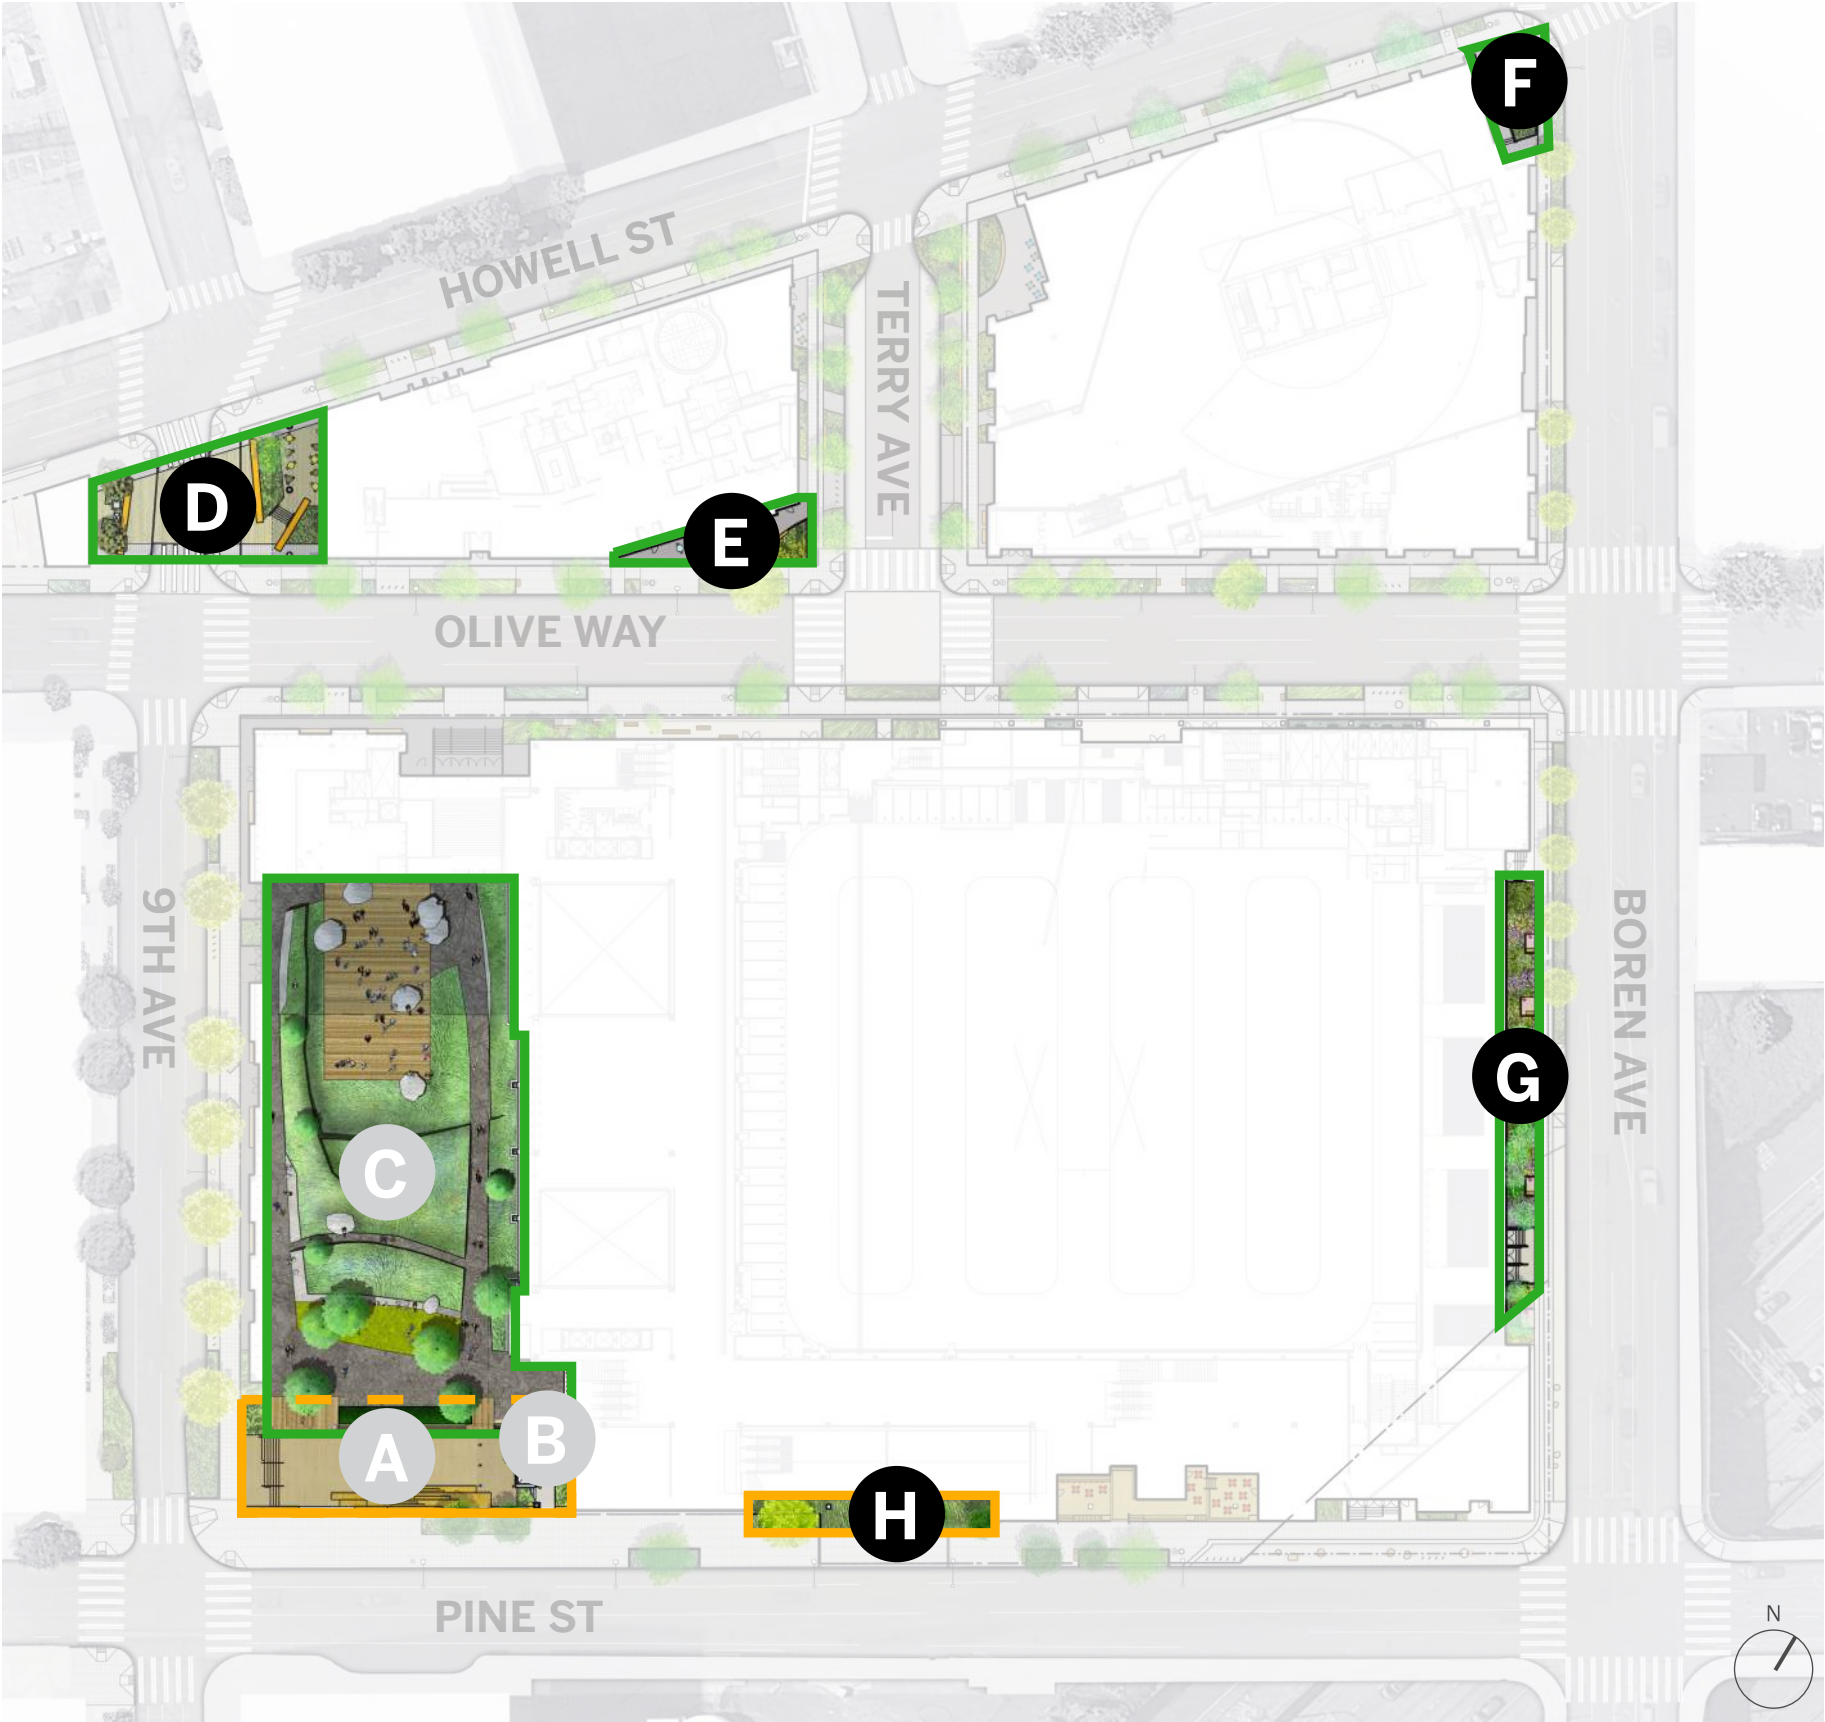 F
HOWELL ST
TERRY AVE
D
E
OLIVE WAY
9TH AVE
BOREN AVE
G
C
B
A
H
PINE ST
N